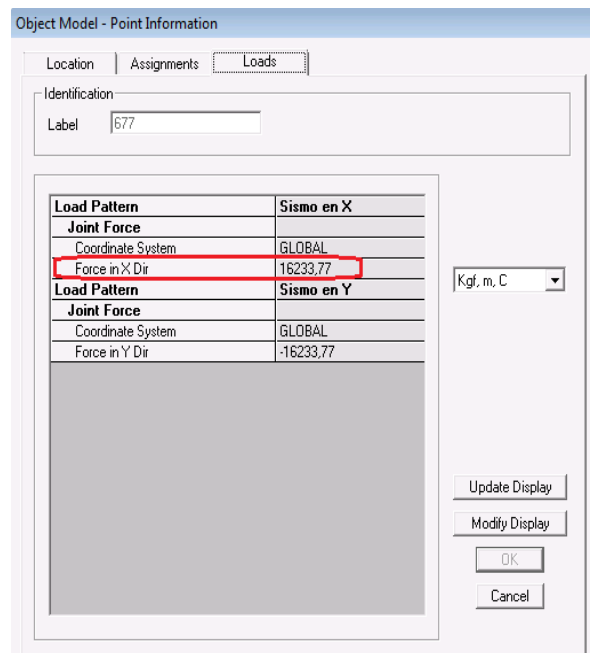 Object Model - Point Information
Location Assignments Loads
Identification
Label 677
Load Pattern Sismo en X
Joint Force
Coordinate System GLOBAL
Force in X Dir 16233,77
Load Pattern Sismo en Y
Joint Force
Coordinate System GLOBAL
Force in Y Dir -16233,77
Kgf, m, C
Update Display
Modify Display
OK
Cancel